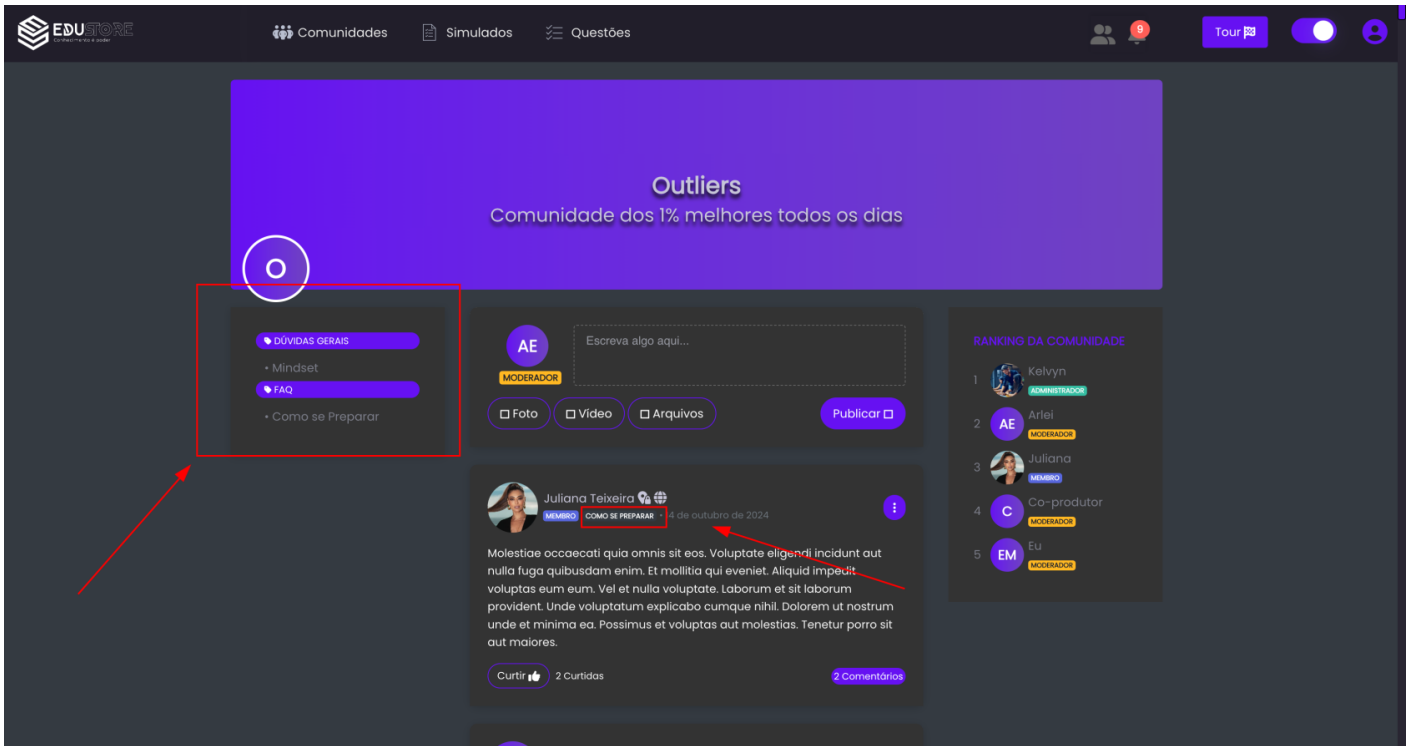 EDUSTORE
Conhecimento é poder
Comunidades
Simulados
Questões
9
Tour
Outliers
Comunidade dos 1% melhores todos os dias
O
DÚVIDAS GERAIS
• Mindset
FAQ
• Como se Preparar
AE
MODERADOR
Escreva algo aqui...
Foto
Vídeo
Arquivos
Publicar
Juliana Teixeira
MEMBRO COMO SE PREPARAR • 4 de outubro de 2024
Molestiae occaecati quia omnis sit eos. Voluptate eligendi incidunt aut
nulla fuga quibusdam enim. Et mollitia qui eveniet. Aliquid impedit
voluptas eum eum. Vel et nulla voluptate. Laborum et sit laborum
provident. Unde voluptatum explicabo cumque nihil. Dolorem ut nostrum
unde et minima ea. Possimus et voluptas aut molestias. Tenetur porro sit
aut maiores.
Curtir
2 Curtidas
2 Comentários
RANKING DA COMUNIDADE
1 Kelvyn
ADMINISTRADOR
2 AE Arlei
MODERADOR
3 Juliana
MEMBRO
4 C Co-produtor
MODERADOR
5 EM Eu
MODERADOR